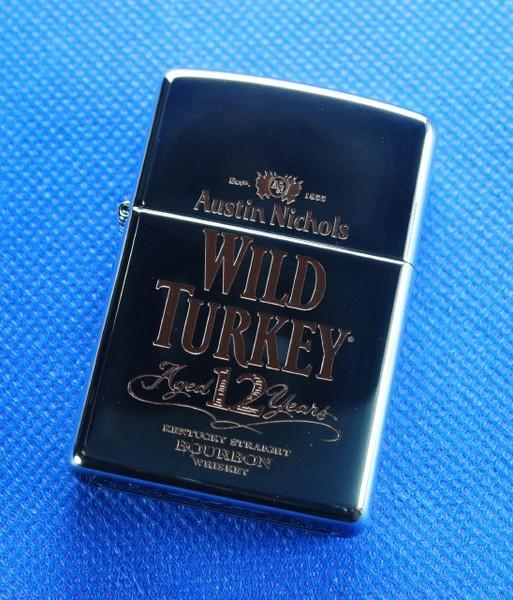 Estd. 1855
Austin Nichols
WILD
TURKEY®
Aged 12 Years
KENTUCKY STRAIGHT
BOURBON
WHISKEY